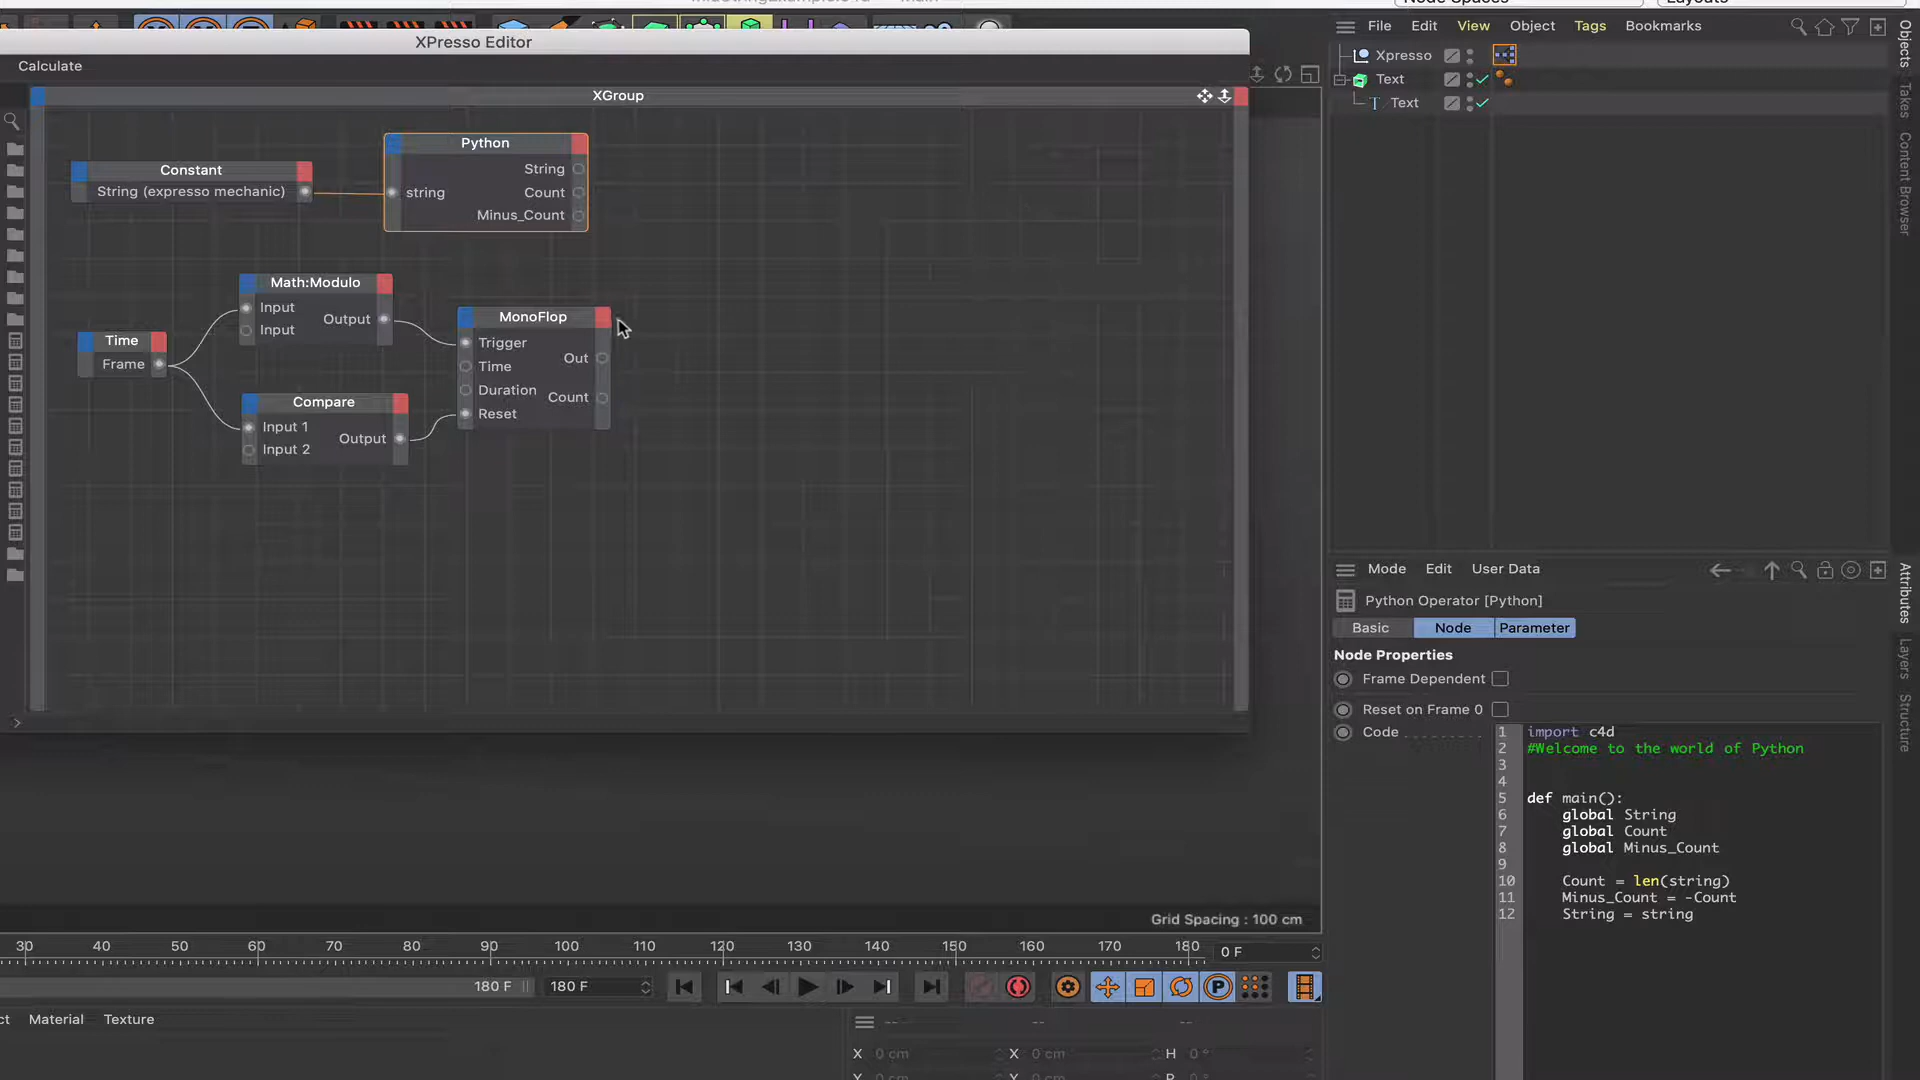 XPresso Editor
Calculate
XGroup
Constant
String (expresso mechanic)
Python
String
string
Count
Minus_Count
Math:Modulo
Input
Input
Output
Time
Frame
Compare
Input 1
Input 2
Output
MonoFlop
Trigger
Time
Out
Duration
Count
Reset
Grid Spacing : 100 cm
30 40 50 60 70 80 90 100 110 120 130 140 150 160 170 180
0 F
180 F
180 F
Material Texture
X 0 cm X 0 cm H 0 °
File Edit View Object Tags Bookmarks
Xpresso
Text
Text
Objects
Takes
Content Browser
Mode Edit User Data
Python Operator [Python]
Basic Node Parameter
Node Properties
Frame Dependent
Reset on Frame 0
Code
1 import c4d
2 #Welcome to the world of Python
3
4
5 def main():
6 global String
7 global Count
8 global Minus_Count
9
10 Count = len(string)
11 Minus_Count = -Count
12 String = string
Attributes
Layers
Structure